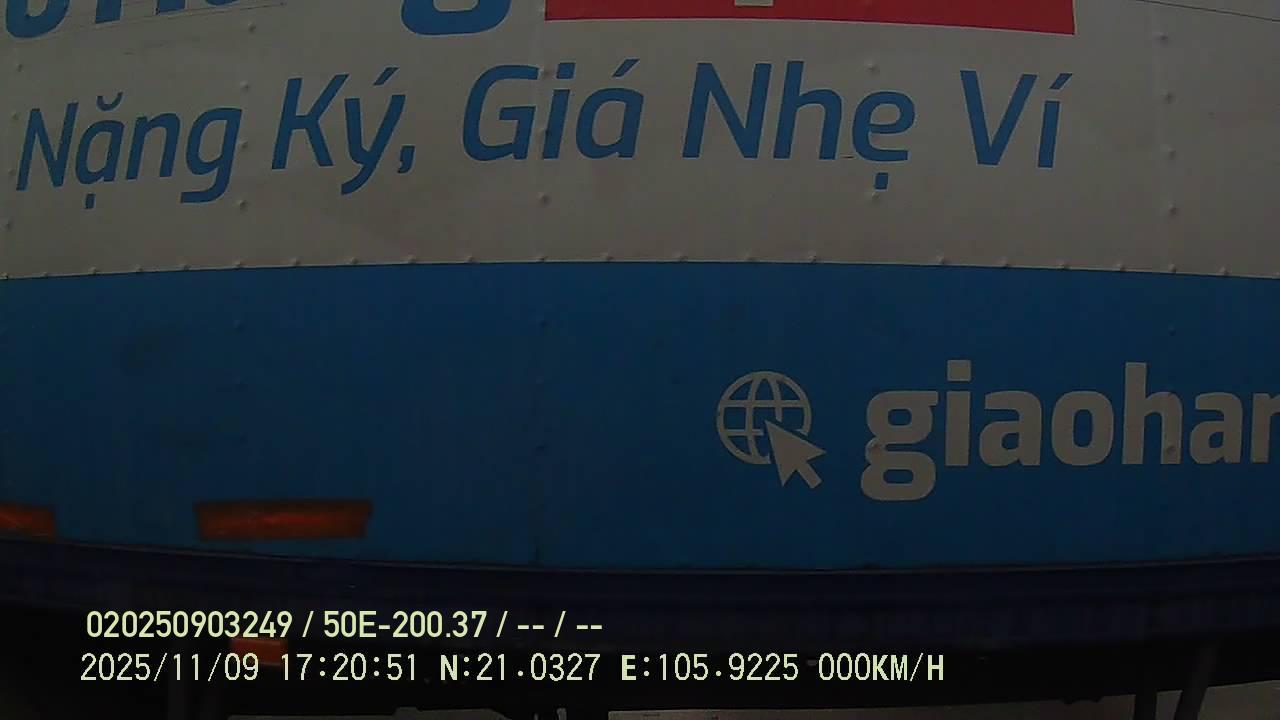 Nặng Ký, Giá Nhẹ Ví
giaohan
020250903249 / 50E-200.37 / -- / --
2025/11/09 17:20:51 N:21.0327 E:105.9225 000KM/H